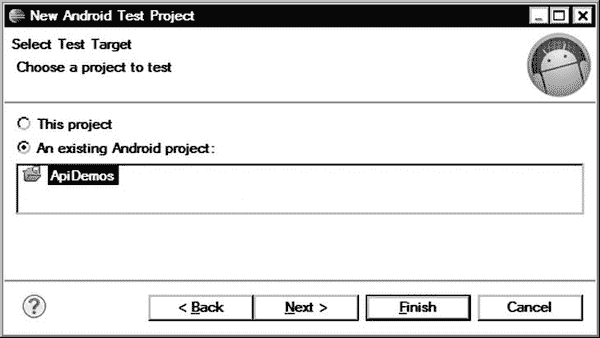 New Android Test Project
Select Test Target
Choose a project to test
This project
An existing Android project:
ApiDemos
?
< Back
Next >
Finish
Cancel